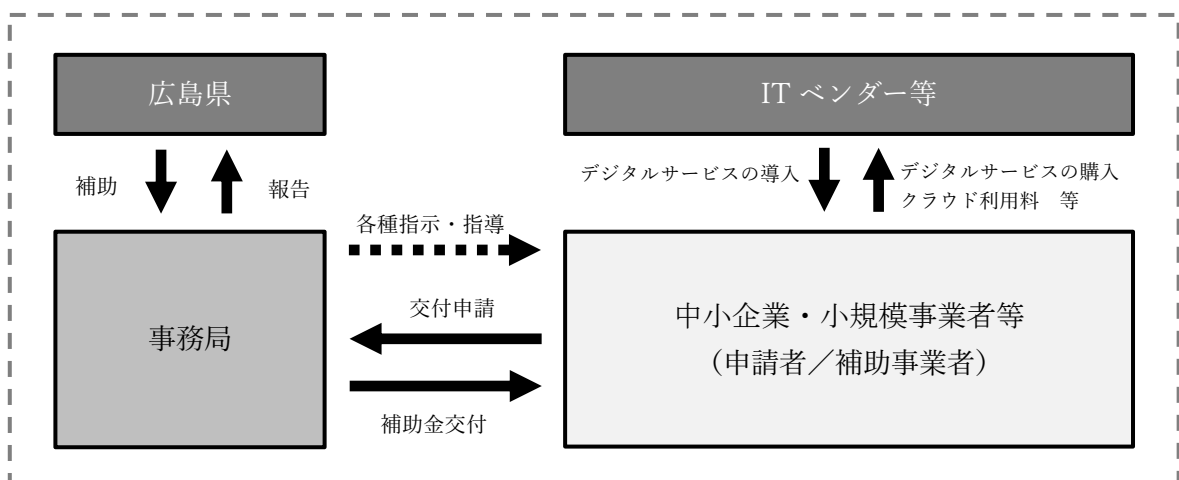 広島県
ITベンダー等
補助
報告
デジタルサービスの導入
デジタルサービスの購入
クラウド利用料　等
各種指示・指導
事務局
交付申請
中小企業・小規模事業者等
（申請者／補助事業者）
補助金交付